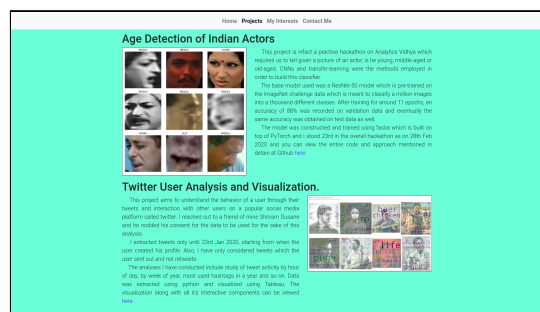 Home Projects My Interests Contact Me
Age Detection of Indian Actors
This project is infact a practise hackathon on Analytics Vidhya which
requires us to tell given a picture of an actor, is he young, middle-aged or
old-aged. CNNs and transfer-learning were the methods employed in
order to build this classifier.
The base model used was a ResNet-50 model which is pre-trained on
the ImageNet challenge data which is meant to classify a million images
into a thousand different classes. After training for around 11 epochs, an
accuracy of 88% was recorded on validation data and eventually the
same accuracy was obtained on test data as well.
The model was constructed and trained using fastai which is built on
top of PyTorch and I stood 23rd in the overall hackathon as on 28th Feb
2020 and you can view the entire code and approach mentioned in
detain at Github here.
Twitter User Analysis and Visualization.
This project aims to understand the behavior of a user through their
tweets and interaction with other users on a popular social media
platform called twitter. I reached out to a friend of mine Shriram Dusane
and he nodded his consent for the data to be used for the sake of this
analysis.
I extracted tweets only until 23rd Jan 2020, starting from when the
user created his profile. Also, I have only considered tweets which the
user sent out and not retweets.
The analyses I have conducted include study of tweet activity by hour
of day, by week of year, most used hashtags in a year and so on. Data
was extracted using python and visualized using Tableau. The
visualization along with all it's interactive components can be viewed
here.
beer
chicken
pune
life